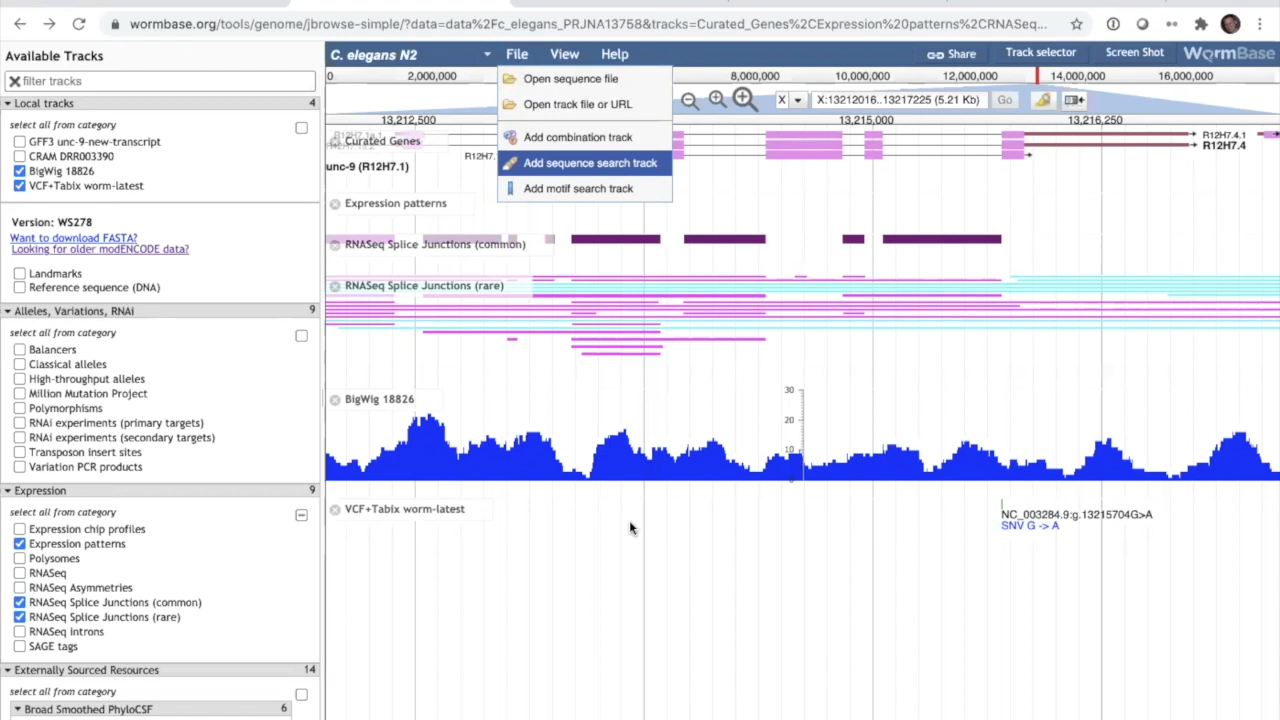 wormbase.org/tools/genome/jbrowse-simple/?data=data%2Fc_elegans_PRJNA13758&tracks=Curated_Genes%2CExpression%20patterns%2CRNASeq...
Available Tracks
filter tracks
Local tracks 4
select all from category
GFF3 unc-9-new-transcript
CRAM DRR003390
BigWig 18826
VCF+Tabix worm-latest
Version: WS278
Want to download FASTA?
Looking for older modENCODE data?
Landmarks
Reference sequence (DNA)
Alleles, Variations, RNAi 9
select all from category
Balancers
Classical alleles
High-throughput alleles
Million Mutation Project
Polymorphisms
RNAi experiments (primary targets)
RNAi experiments (secondary targets)
Transposon insert sites
Variation PCR products
Expression 9
select all from category
Expression chip profiles
Expression patterns
Polysomes
RNASeq
RNASeq Asymmetries
RNASeq Splice Junctions (common)
RNASeq Splice Junctions (rare)
RNASeq introns
SAGE tags
Externally Sourced Resources 14
select all from category
Broad Smoothed PhyloCSF 6
C. elegans N2 File View Help Share Track selector Screen Shot WormBase
0 2,000,000 8,000,000 10,000,000 12,000,000 14,000,000 16,000,000
Open sequence file
Open track file or URL
Add combination track
Add sequence search track
Add motif search track
X X:13212016..13217225 (5.21 Kb) Go
13,212,500 13,215,000 13,216,250
Curated Genes
R12H7.4.1
R12H7.4
R12H7.
unc-9 (R12H7.1)
Expression patterns
RNASeq Splice Junctions (common)
RNASeq Splice Junctions (rare)
BigWig 18826
30
20
10
0
VCF+Tabix worm-latest
NC_003284.9:g.13215704G>A
SNV G -> A